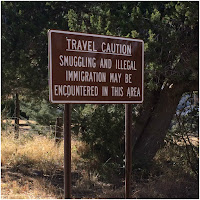 TRAVEL CAUTION
SMUGGLING AND ILLEGAL
IMMIGRATION MAY BE
ENCOUNTERED IN THIS AREA